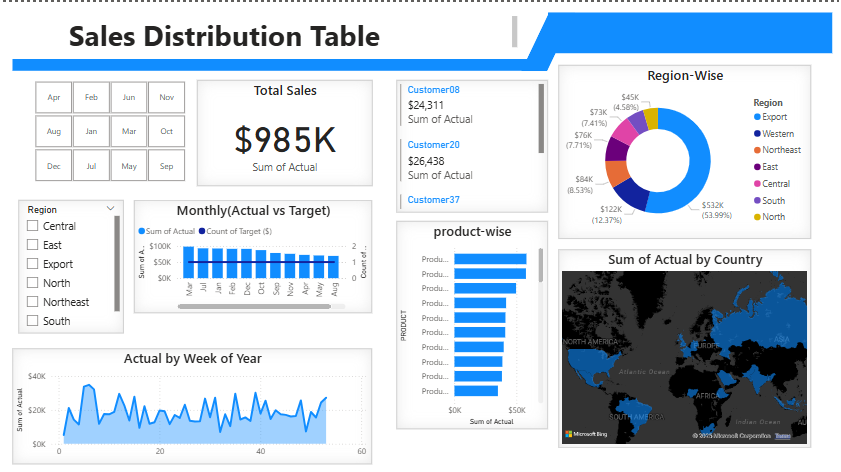 Sales Distribution Table
Apr Feb Jun Nov
Aug Jan Mar Oct
Dec Jul May Sep
Total Sales
$985K
Sum of Actual
Customer08
$24,311
Sum of Actual
Customer20
$26,438
Sum of Actual
Customer37
Region-Wise
$45K
(4.58%)
$73K
(7.41%)
$76K
(7.71%)
$84K
(8.53%)
$122K
(12.37%)
$532K
(53.99%)
Region
Export
Western
Northeast
East
Central
South
North
Region
Central
East
Export
North
Northeast
South
Monthly(Actual vs Target)
Sum of Actual Count of Target ($)
Sum of A...
$100K
$50K
$0K
2
1
0
Count of ...
Mar Jul Jan Feb Dec Oct Sep Nov Apr May Aug
product-wise
PRODUCT
Produ...
Produ...
Produ...
Produ...
Produ...
Produ...
Produ...
Produ...
Produ...
Produ...
$0K $50K
Sum of Actual
Sum of Actual by Country
NORTH AMERICA
EUROPE
ASIA
Atlantic Ocean
AFRICA
SOUTH AMERICA
Indian Ocean
AU
Microsoft Bing
© 2025 Microsoft Corporation Terms
Actual by Week of Year
Sum of Actual
$40K
$20K
$0K
0 20 40 60